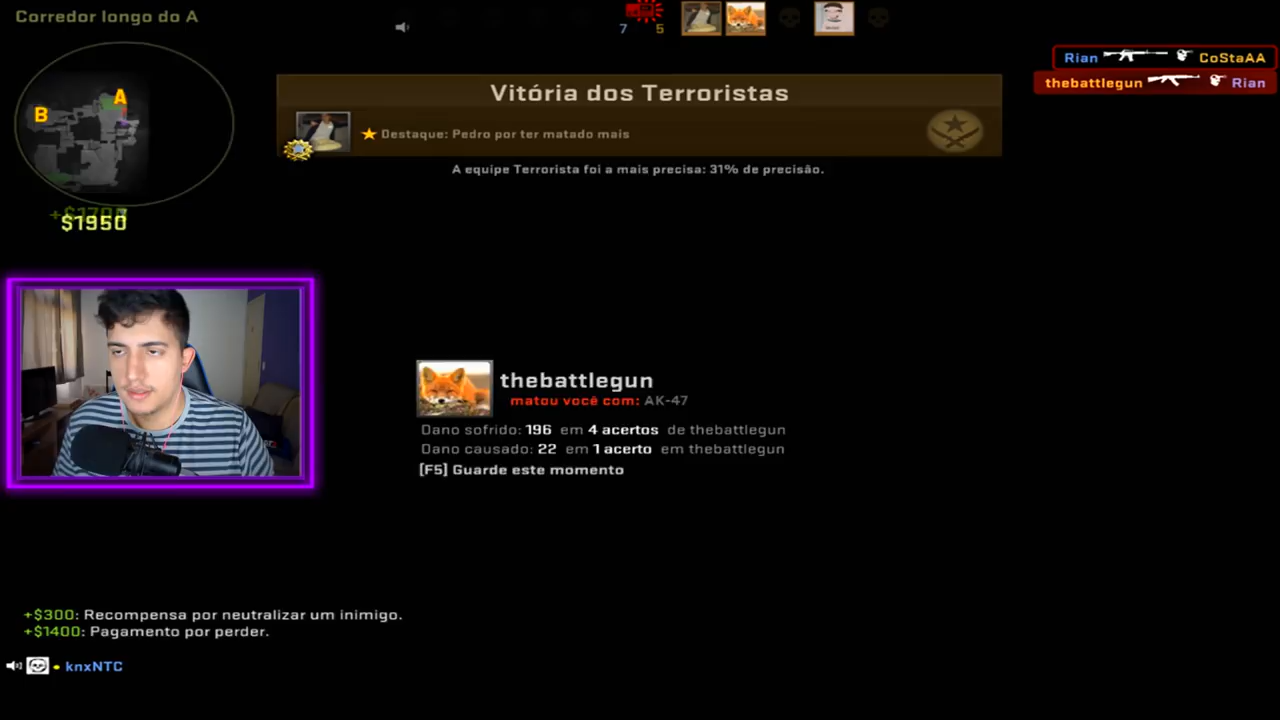 Corredor longo do A
7 5
Rian CoStaAA
thebattlegun Rian
A
B
$1950
Vitória dos Terroristas
Destaque: Pedro por ter matado mais
A equipe Terrorista foi a mais precisa: 31% de precisão.
thebattlegun
matou você com: AK-47
Dano sofrido: 196 em 4 acertos de thebattlegun
Dano causado: 22 em 1 acerto em thebattlegun
[F5] Guarde este momento
+$300: Recompensa por neutralizar um inimigo.
+$1400: Pagamento por perder.
knxNTC